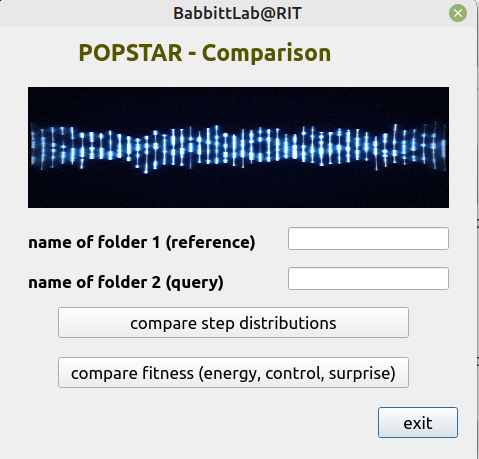 BabbittLab@RIT
POPSTAR - Comparison
name of folder 1 (reference)
name of folder 2 (query)
compare step distributions
compare fitness (energy, control, surprise)
exit